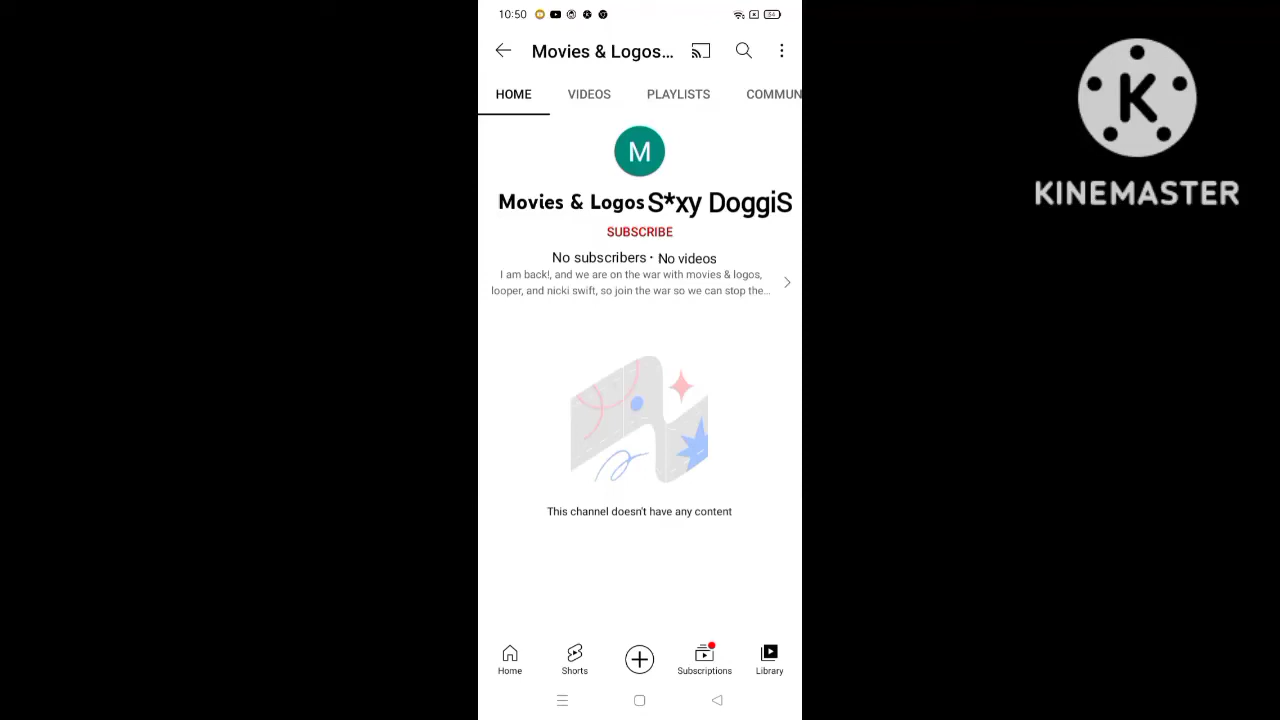 10:50
54
Movies & Logos...
HOME VIDEOS PLAYLISTS COMMUN
M
Movies & Logos S*xy DoggiS
SUBSCRIBE
No subscribers · No videos
I am back!, and we are on the war with movies & logos,
looper, and nicki swift, so join the war so we can stop the...
This channel doesn't have any content
Home Shorts Subscriptions Library
K
KINEMASTER